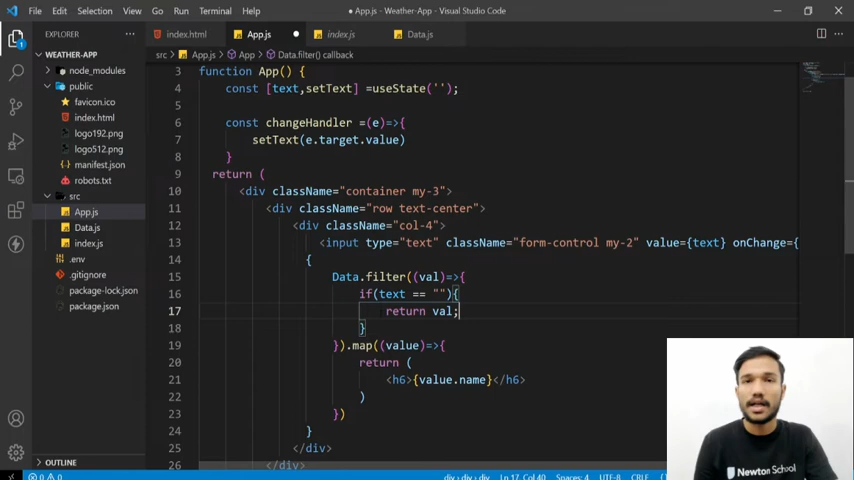 File Edit Selection View Go Run Terminal Help
● App.js - Weather-App - Visual Studio Code
EXPLORER
index.html
App.js
index.js
Data.js
WEATHER-APP
src > App.js > App > Data.filter() callback
node_modules
public
favicon.ico
index.html
logo192.png
logo512.png
manifest.json
robots.txt
src
App.js
Data.js
index.js
.env
.gitignore
package-lock.json
package.json
OUTLINE
3 function App() {
4 const [text,setText] =useState('');
5
6 const changeHandler =(e)=>{
7 setText(e.target.value)
8 }
9 return (
10 <div className="container my-3">
11 <div className="row text-center">
12 <div className="col-4">
13 <input type="text" className="form-control my-2" value={text} onChange={
14 {
15 Data.filter((val)=>{
16 if(text == ""){
17 return val;
18 }
19 }).map((value)=>{
20 return (
21 <h6>{value.name}</h6>
22 )
23 })
24 }
25 </div>
26 </div>
Newton School
0 0
div > div > div Ln 17, Col 40 Spaces: 4 UTF-8 CRLF